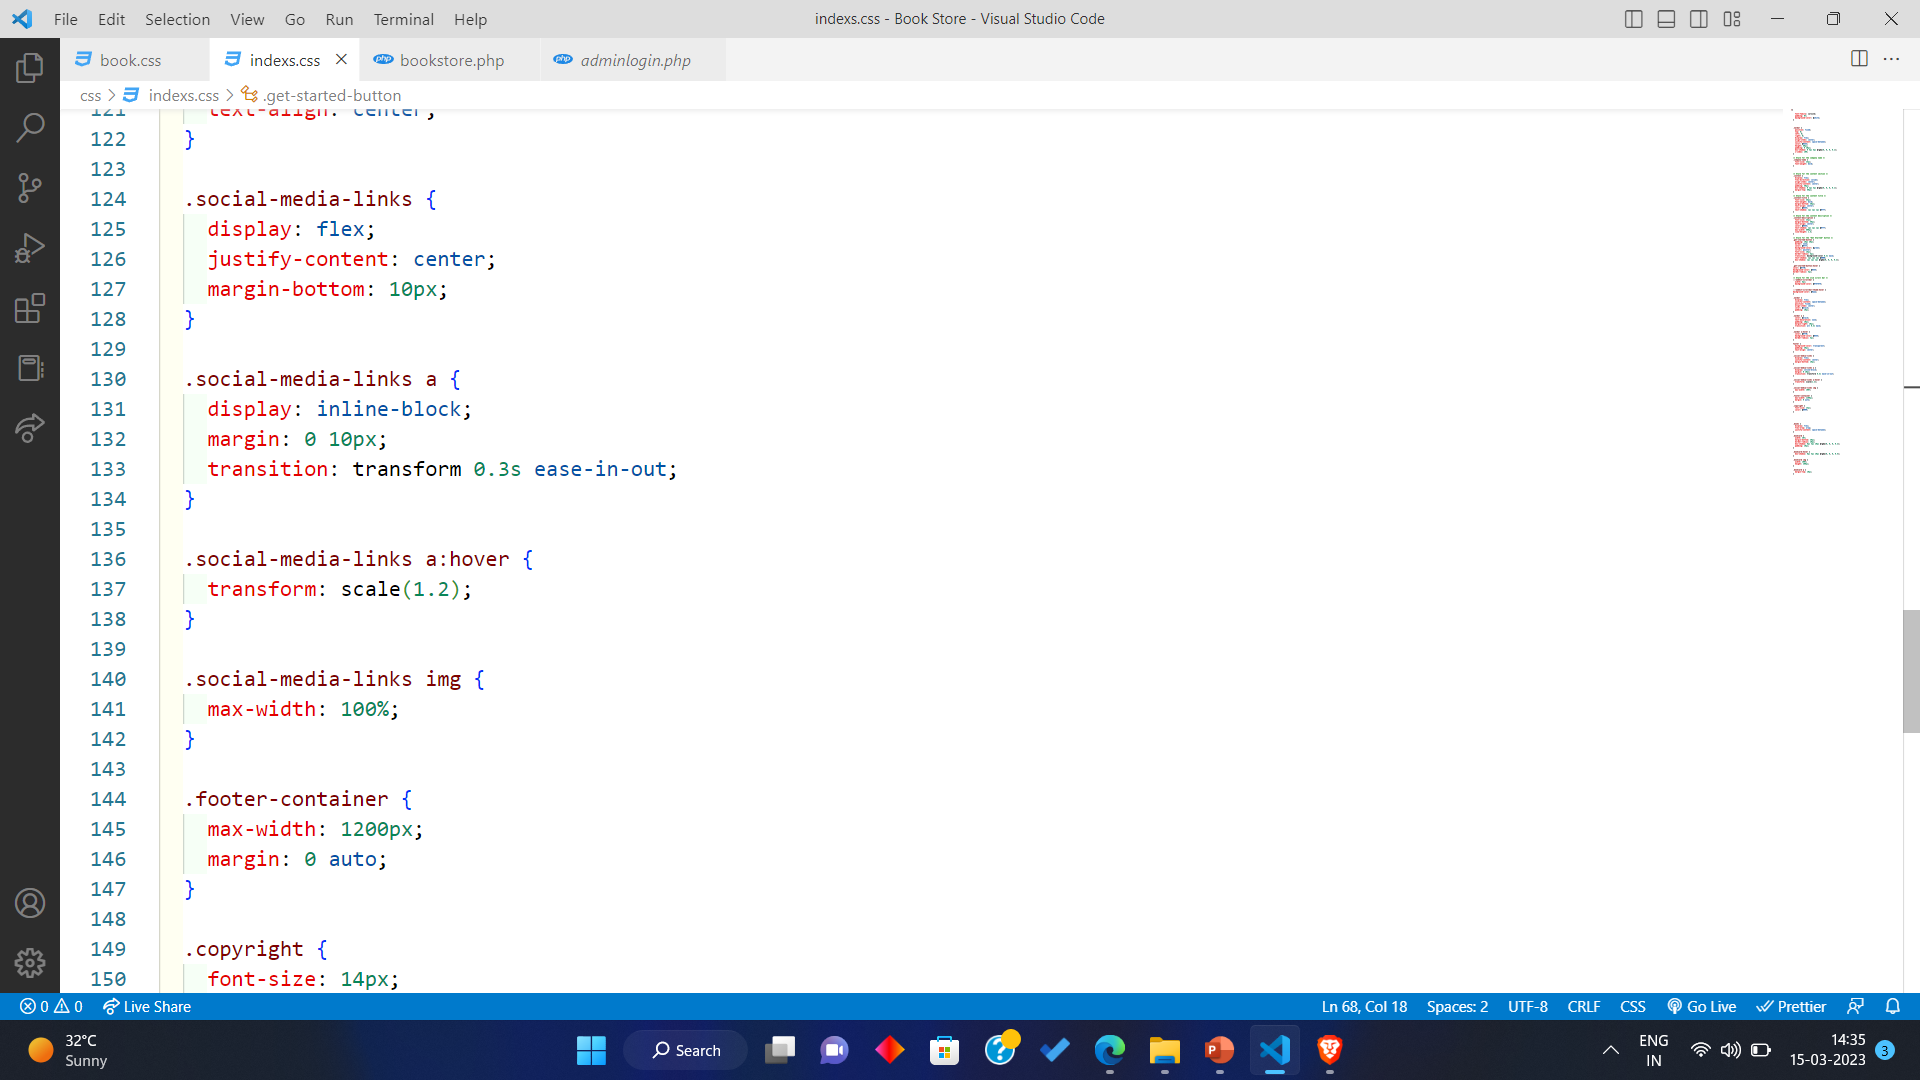 File Edit Selection View Go Run Terminal Help
indexs.css - Book Store - Visual Studio Code
book.css
indexs.css
bookstore.php
adminlogin.php
css > indexs.css > .get-started-button
121 text-align: center;
122 }
123
124 .social-media-links {
125 display: flex;
126 justify-content: center;
127 margin-bottom: 10px;
128 }
129
130 .social-media-links a {
131 display: inline-block;
132 margin: 0 10px;
133 transition: transform 0.3s ease-in-out;
134 }
135
136 .social-media-links a:hover {
137 transform: scale(1.2);
138 }
139
140 .social-media-links img {
141 max-width: 100%;
142 }
143
144 .footer-container {
145 max-width: 1200px;
146 margin: 0 auto;
147 }
148
149 .copyright {
150 font-size: 14px;
0 0 Live Share
Ln 68, Col 18 Spaces: 2 UTF-8 CRLF CSS Go Live Prettier
32°C
Sunny
Search
ENG
IN
14:35
15-03-2023
3